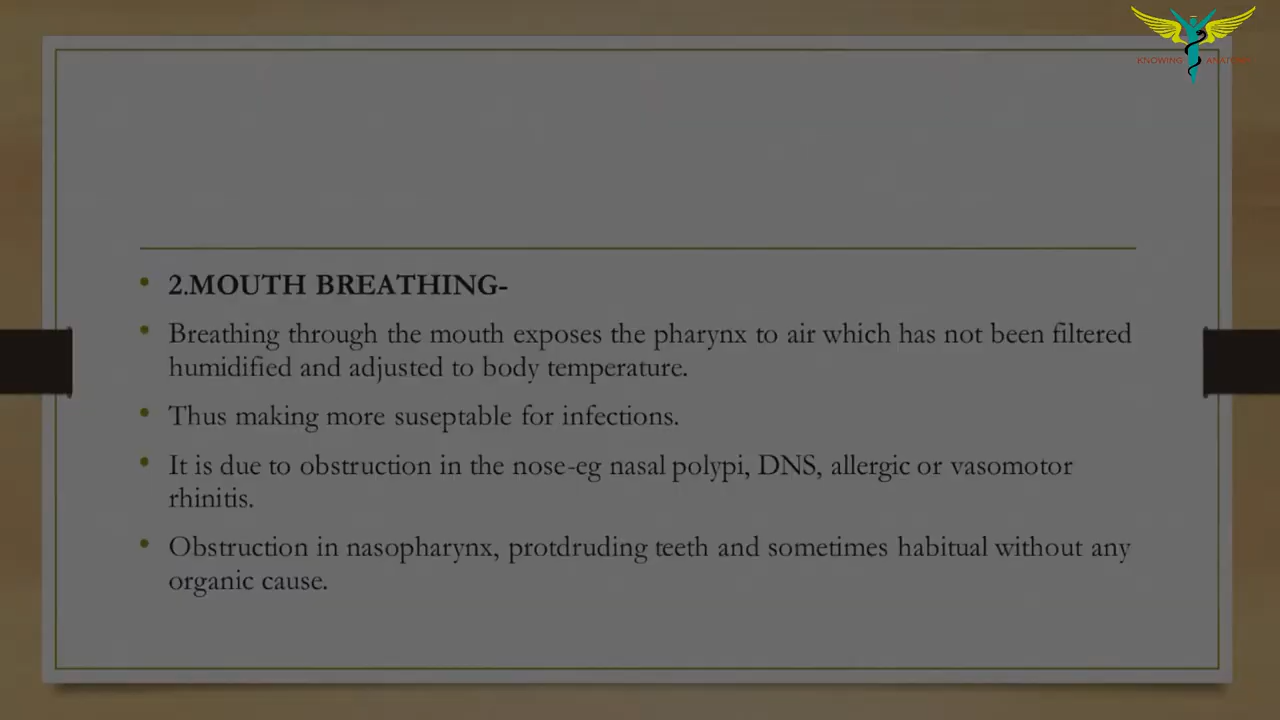 KNOWING ANATOMY
• 2.MOUTH BREATHING-
• Breathing through the mouth exposes the pharynx to air which has not been filtered
humidified and adjusted to body temperature.
• Thus making more suseptable for infections.
• It is due to obstruction in the nose-eg nasal polypi, DNS, allergic or vasomotor
rhinitis.
• Obstruction in nasopharynx, protdruding teeth and sometimes habitual without any
organic cause.